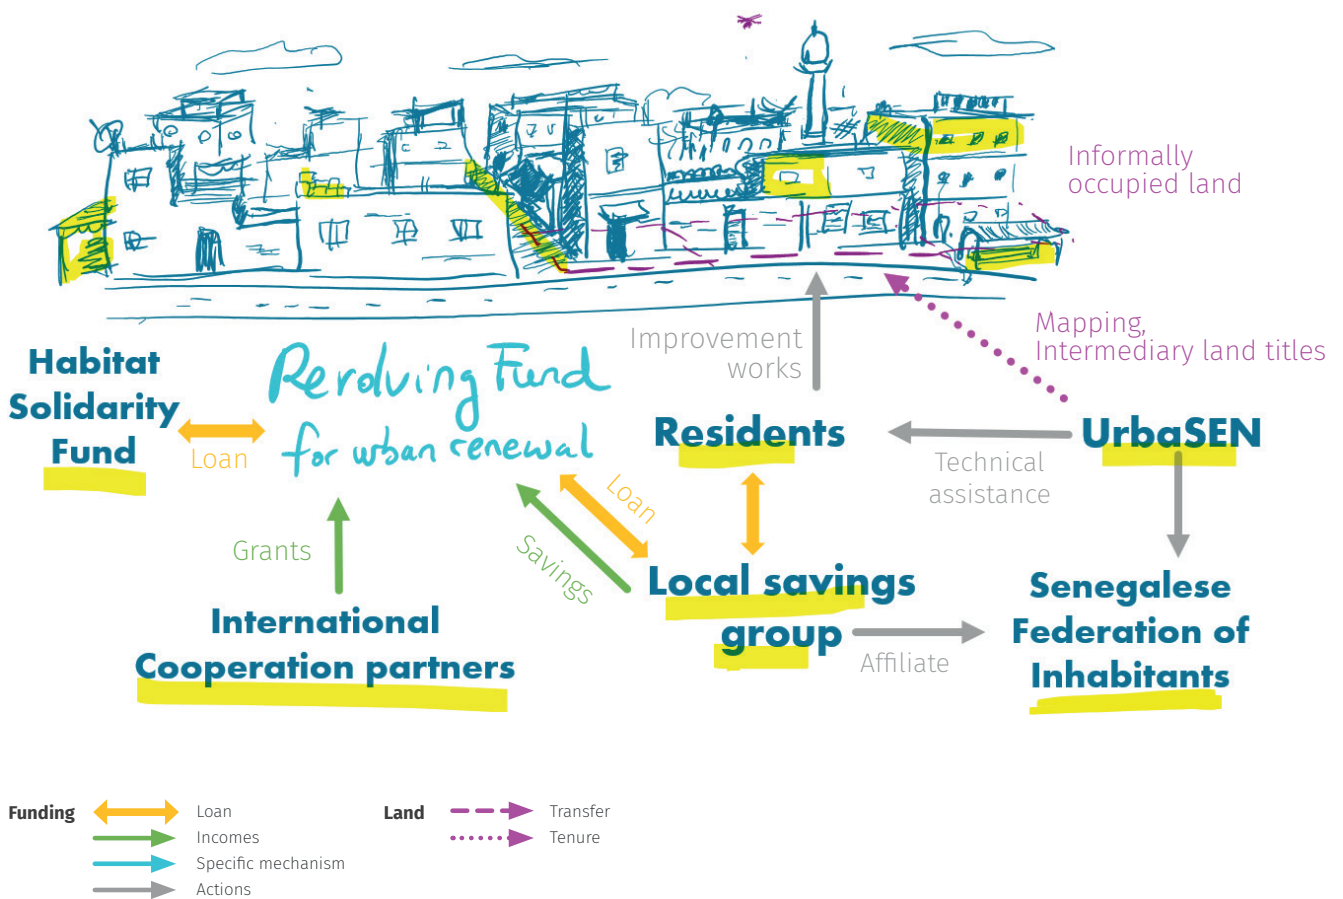 Informally
occupied land
Mapping,
Intermediary land titles
Improvement
works
Habitat
Solidarity
Fund
Loan
Revolving Fund
for urban renewal
Residents
UrbaSEN
Technical
assistance
Loan
Savings
Grants
International
Cooperation partners
Local savings
group
Affiliate
Senegalese
Federation of
Inhabitants
Funding
Loan
Incomes
Specific mechanism
Actions
Land
Transfer
Tenure